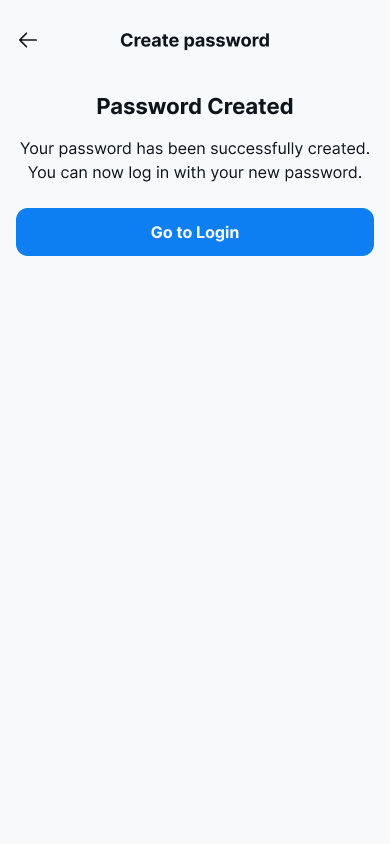 Create password
Password Created
Your password has been successfully created.
You can now log in with your new password.
Go to Login